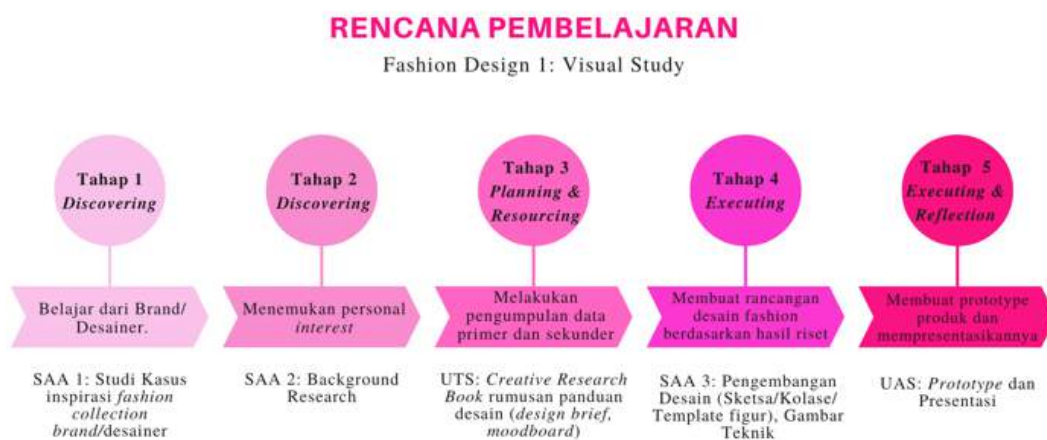 RENCANA PEMBELAJARAN
Fashion Design 1: Visual Study
Tahap 1
Discovering
Belajar dari Brand/
Desainer.
SAA 1: Studi Kasus
inspirasi fashion
collection
brand/desainer
Tahap 2
Discovering
Menemukan personal
interest
SAA 2: Background
Research
Tahap 3
Planning &
Resourcing
Melakukan
pengumpulan data
primer dan sekunder
UTS: Creative Research
Book rumusan panduan
desain (design brief,
moodboard)
Tahap 4
Executing
Membuat rancangan
desain fashion
berdasarkan hasil riset
SAA 3: Pengembangan
Desain (Sketsa/Kolase/
Template figur), Gambar
Teknik
Tahap 5
Executing &
Reflection
Membuat prototype
produk dan
mempresentasikannya
UAS: Prototype dan
Presentasi